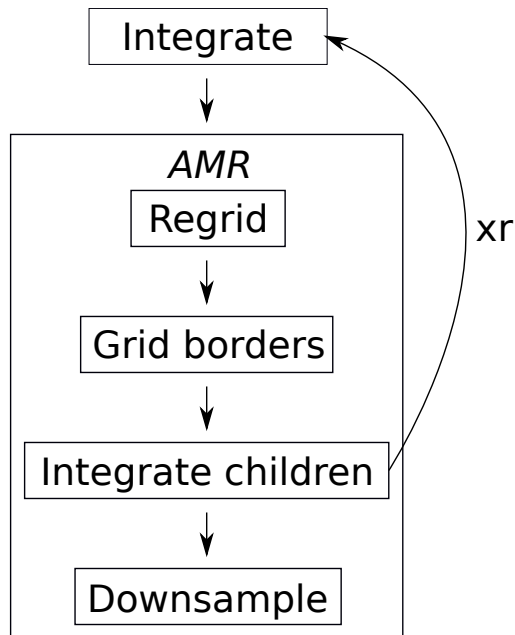 Integrate
AMR
Regrid
xr
Grid borders
Integrate children
Downsample